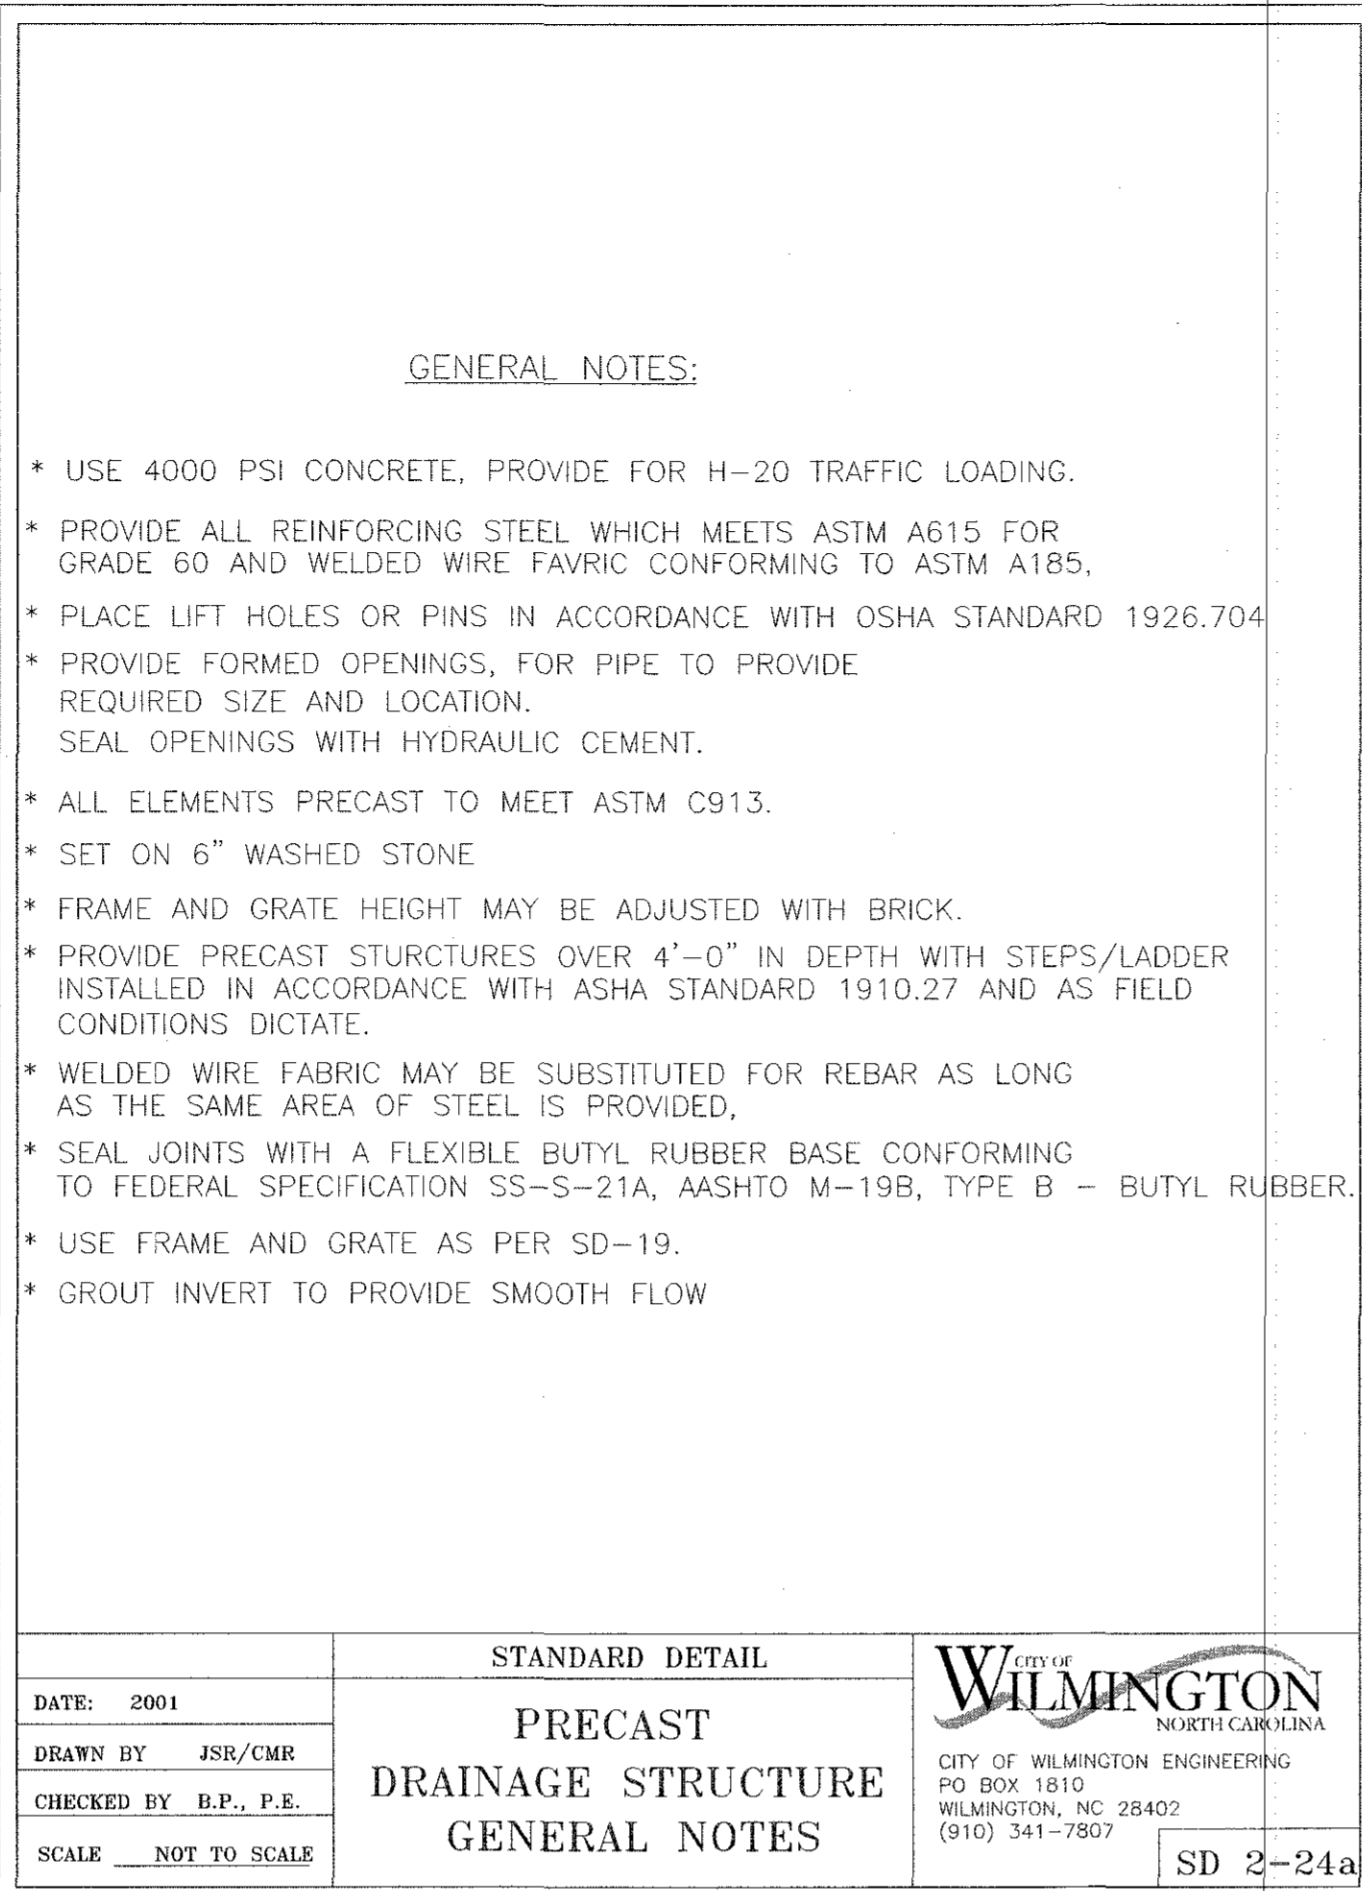 GENERAL NOTES:
* USE 4000 PSI CONCRETE, PROVIDE FOR H-20 TRAFFIC LOADING.
* PROVIDE ALL REINFORCING STEEL WHICH MEETS ASTM A615 FOR
GRADE 60 AND WELDED WIRE FAVRIC CONFORMING TO ASTM A185,
* PLACE LIFT HOLES OR PINS IN ACCORDANCE WITH OSHA STANDARD 1926.704
* PROVIDE FORMED OPENINGS, FOR PIPE TO PROVIDE
REQUIRED SIZE AND LOCATION.
SEAL OPENINGS WITH HYDRAULIC CEMENT.
* ALL ELEMENTS PRECAST TO MEET ASTM C913.
* SET ON 6" WASHED STONE
* FRAME AND GRATE HEIGHT MAY BE ADJUSTED WITH BRICK.
* PROVIDE PRECAST STURCTURES OVER 4'-0" IN DEPTH WITH STEPS/LADDER
INSTALLED IN ACCORDANCE WITH ASHA STANDARD 1910.27 AND AS FIELD
CONDITIONS DICTATE.
* WELDED WIRE FABRIC MAY BE SUBSTITUTED FOR REBAR AS LONG
AS THE SAME AREA OF STEEL IS PROVIDED,
* SEAL JOINTS WITH A FLEXIBLE BUTYL RUBBER BASE CONFORMING
TO FEDERAL SPECIFICATION SS-S-21A, AASHTO M-19B, TYPE B - BUTYL RUBBER.
* USE FRAME AND GRATE AS PER SD-19.
* GROUT INVERT TO PROVIDE SMOOTH FLOW
DATE: 2001
DRAWN BY JSR/CMR
CHECKED BY B.P., P.E.
SCALE NOT TO SCALE
STANDARD DETAIL
PRECAST
DRAINAGE STRUCTURE
GENERAL NOTES
CITY OF
WILMINGTON
NORTH CAROLINA
CITY OF WILMINGTON ENGINEERING
PO BOX 1810
WILMINGTON, NC 28402
(910) 341-7807
SD 2-24a